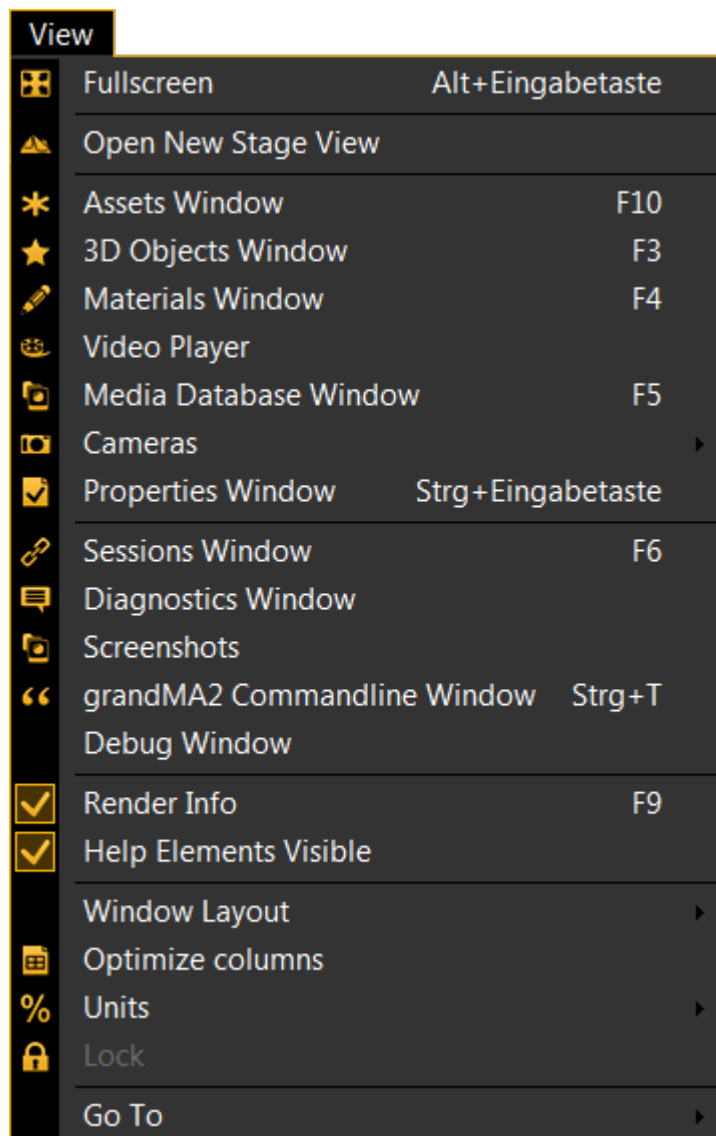 View
Fullscreen Alt+Eingabetaste
Open New Stage View
Assets Window F10
3D Objects Window F3
Materials Window F4
Video Player
Media Database Window F5
Cameras
Properties Window Strg+Eingabetaste
Sessions Window F6
Diagnostics Window
Screenshots
grandMA2 Commandline Window Strg+T
Debug Window
Render Info F9
Help Elements Visible
Window Layout
Optimize columns
% Units
Lock
Go To